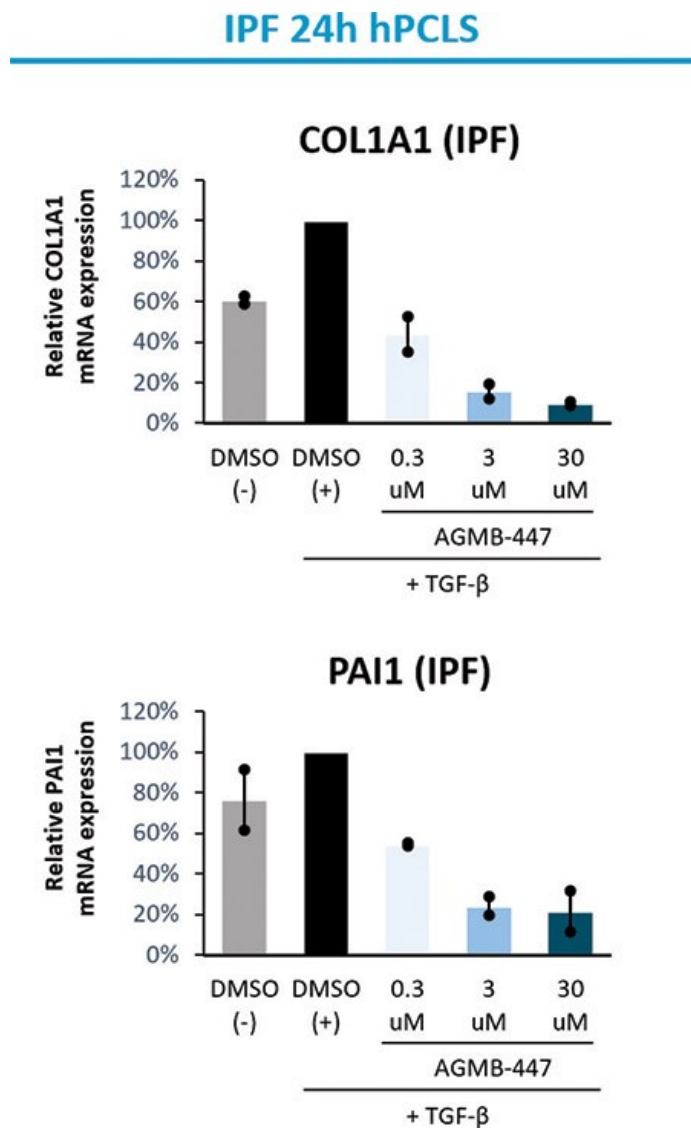 IPF 24h hPCLS
COL1A1 (IPF)
Relative COL1A1
mRNA expression
120%
100%
80%
60%
40%
20%
0%
DMSO DMSO 0.3 3 30
(-) (+) uM uM uM
AGMB-447
+ TGF-β
PAI1 (IPF)
Relative PAI1
mRNA expression
120%
100%
80%
60%
40%
20%
0%
DMSO DMSO 0.3 3 30
(-) (+) uM uM uM
AGMB-447
+ TGF-β